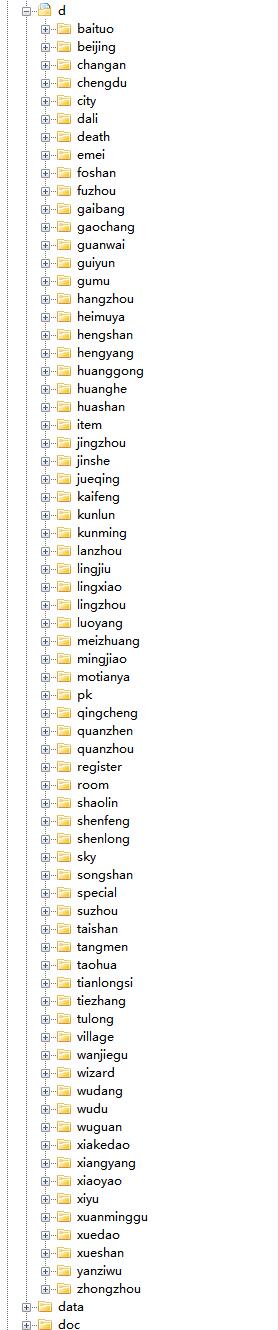 d
baituo
beijing
changan
chengdu
city
dali
death
emei
foshan
fuzhou
gaibang
gaochang
guanwai
guiyun
gumu
hangzhou
heimuya
hengshan
hengyang
huanggong
huanghe
huashan
item
jingzhou
jinshe
jueqing
kaifeng
kunlun
kunming
lanzhou
lingjiu
lingxiao
lingzhou
luoyang
meizhuang
mingjiao
motianya
pk
qingcheng
quanzhen
quanzhou
register
room
shaolin
shenfeng
shenlong
sky
songshan
special
suzhou
taishan
tangmen
taohua
tianlongsi
tiezhang
tulong
village
wanjiegu
wizard
wudang
wudu
wuguan
xiakedao
xiangyang
xiaoyao
xiyu
xuanminggu
xuedao
xueshan
yanziwu
zhongzhou
data
doc